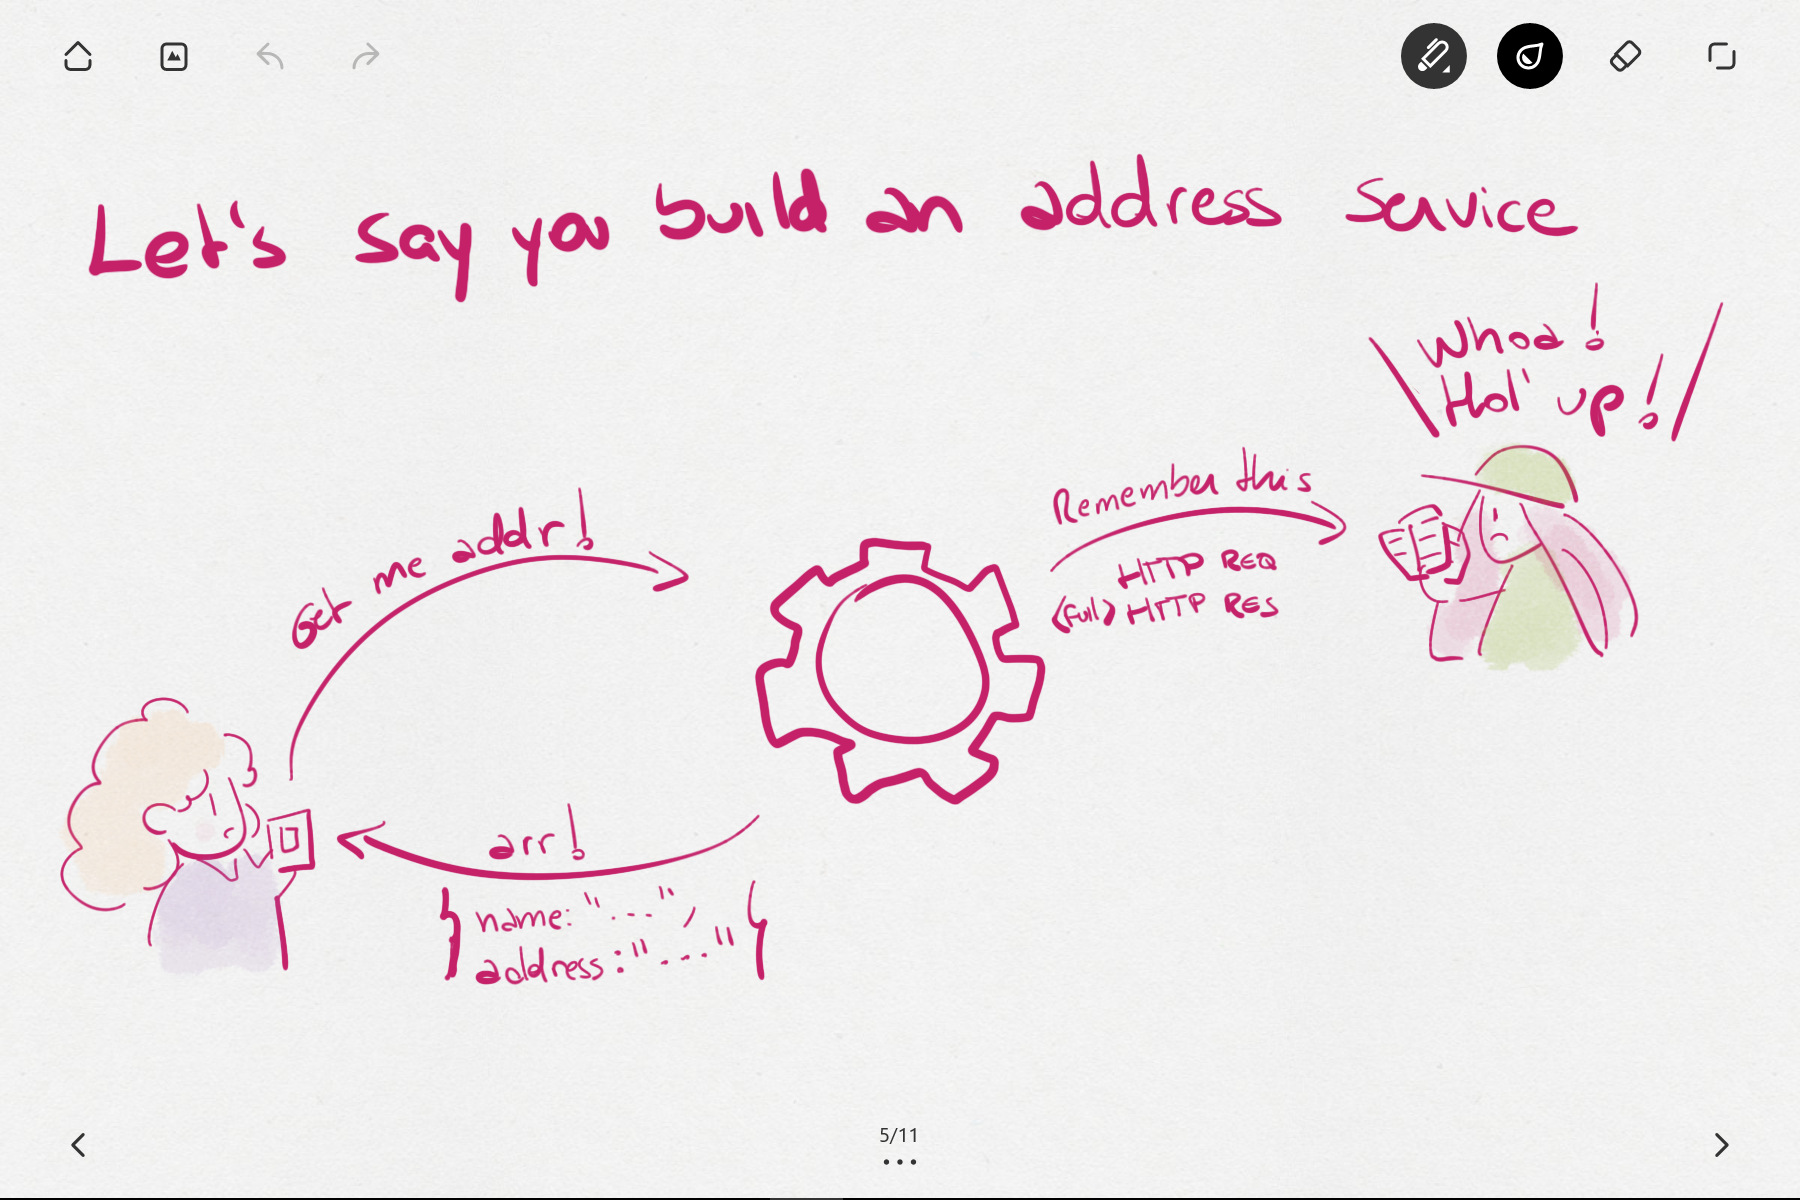 Let's say you build an address service
Whoa!
Hol' up!
Get me addr!
Remember this
HTTP REQ
(Full) HTTP RES
arr!
} name: "...",
address: "..." {
5/11